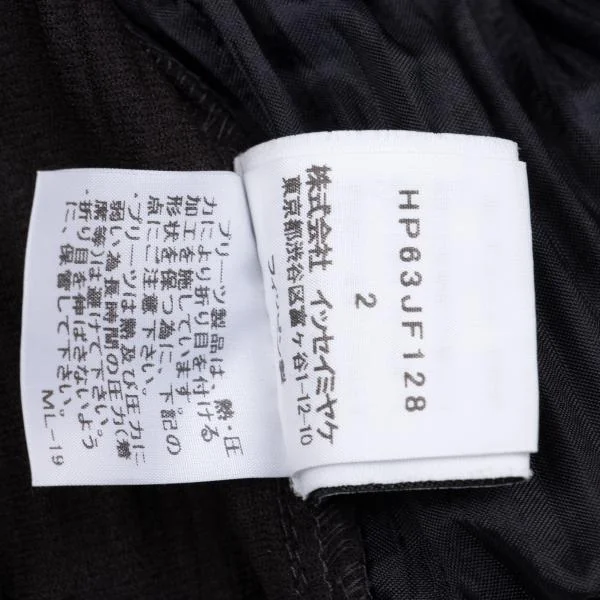 HP63JF128
2
株式会社 イッセイミヤケ
東京都渋谷区富ヶ谷1-12-10
プリーツ製品は、熱・圧
力により折り目を付ける
加工を施しています。
形状を保つ為に、下記の
点にご注意下さい。
・プリーツは熱及び圧力に
弱い為長時間の圧力(着
席等)は避けて下さい。
・折り目を伸ばさないよう
に、保管して下さい。
ML-19